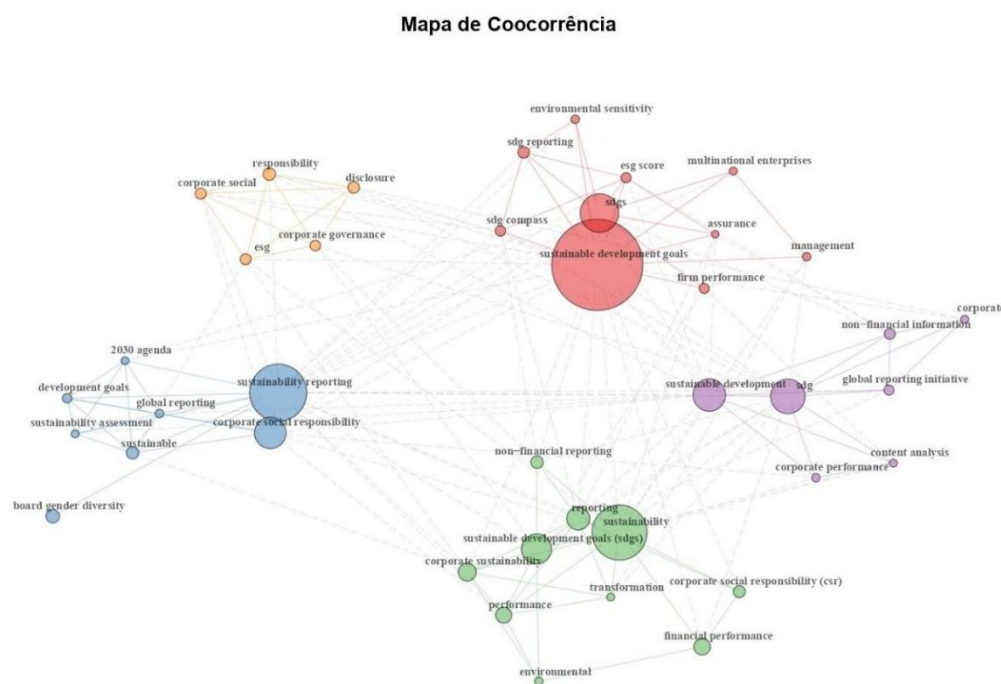 Mapa de Coocorrência
environmental sensitivity
sdg reporting
responsibility
esg score
multinational enterprises
corporate social
disclosure
sdgs
sdg compass
assurance
corporate governance
esg
sustainable development goals
management
firm performance
corporate
non-financial information
2030 agenda
sustainability reporting
sustainable development
sdg
global reporting initiative
development goals
global reporting
sustainability assessment
corporate social responsibility
sustainable
non-financial reporting
content analysis
corporate performance
board gender diversity
reporting
sustainability
sustainable development goals (sdgs)
corporate sustainability
transformation
corporate social responsibility (csr)
performance
financial performance
environmental